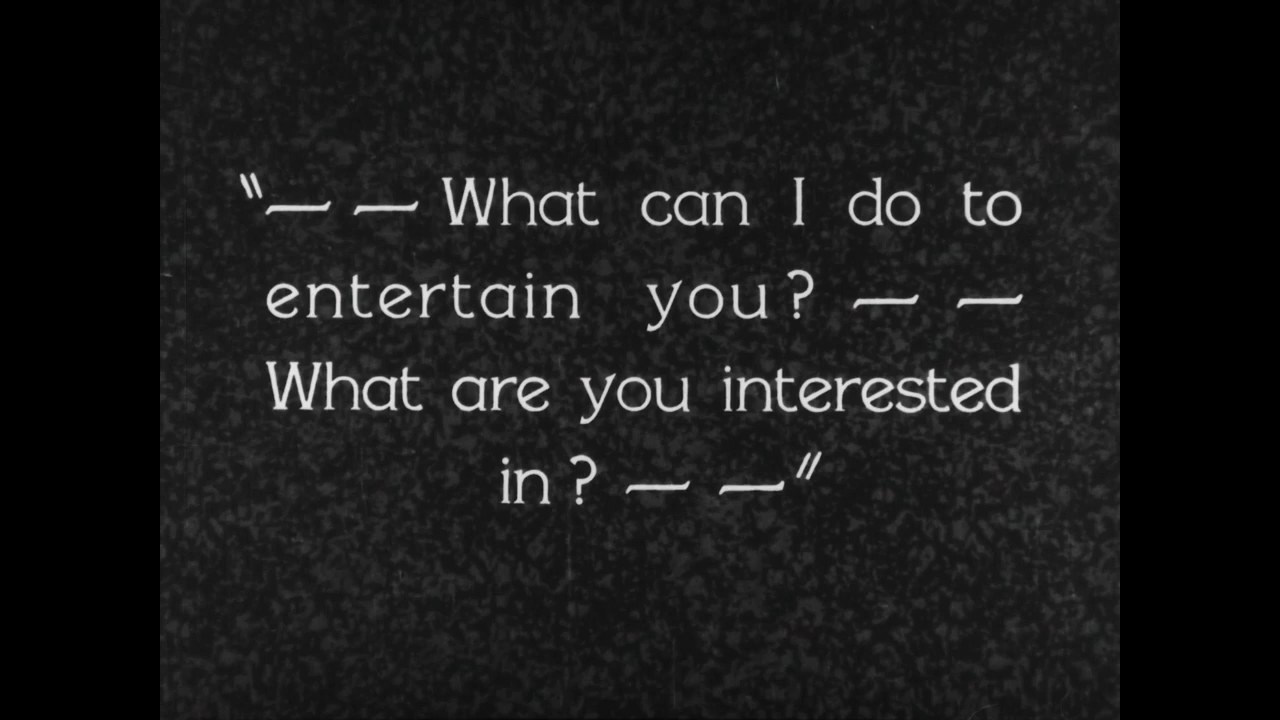 "— — What can I do to
entertain you? — —
What are you interested
in? — —"